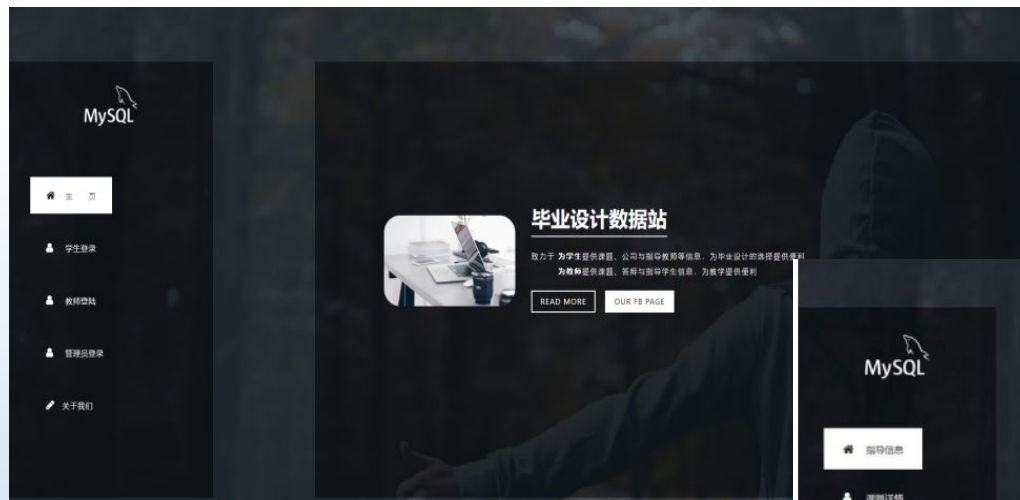 MySQL
主 页
学生登录
教师登陆
管理员登录
关于我们
毕业设计数据站
致力于 为学生提供课题、公司与指导教师等信息，为毕业设计的选择提供便利
为教师提供课题、答辩与指导学生信息，为教学提供便利
READ MORE
OUR FB PAGE
MySQL
指导信息
课题详情